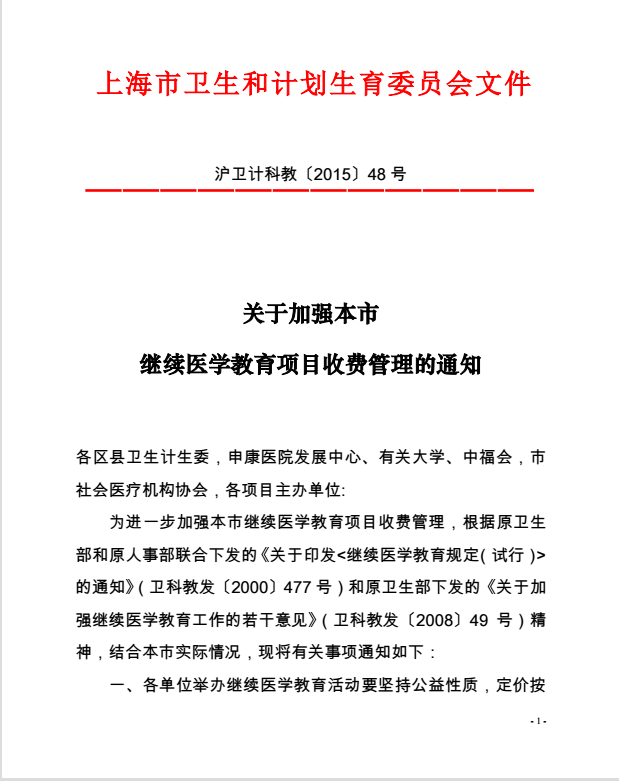 上海市卫生和计划生育委员会文件
沪卫计科教〔2015〕48 号
关于加强本市
继续医学教育项目收费管理的通知
各区县卫生计生委，申康医院发展中心、有关大学、中福会，市
社会医疗机构协会，各项目主办单位:
为进一步加强本市继续医学教育项目收费管理，根据原卫生
部和原人事部联合下发的《关于印发<继续医学教育规定（试行）>
的通知》（卫科教发〔2000〕477 号）和原卫生部下发的《关于加
强继续医学教育工作的若干意见》（卫科教发〔2008〕49 号）精
神，结合本市实际情况，现将有关事项通知如下：
一、各单位举办继续医学教育活动要坚持公益性质，定价按
- 1 -